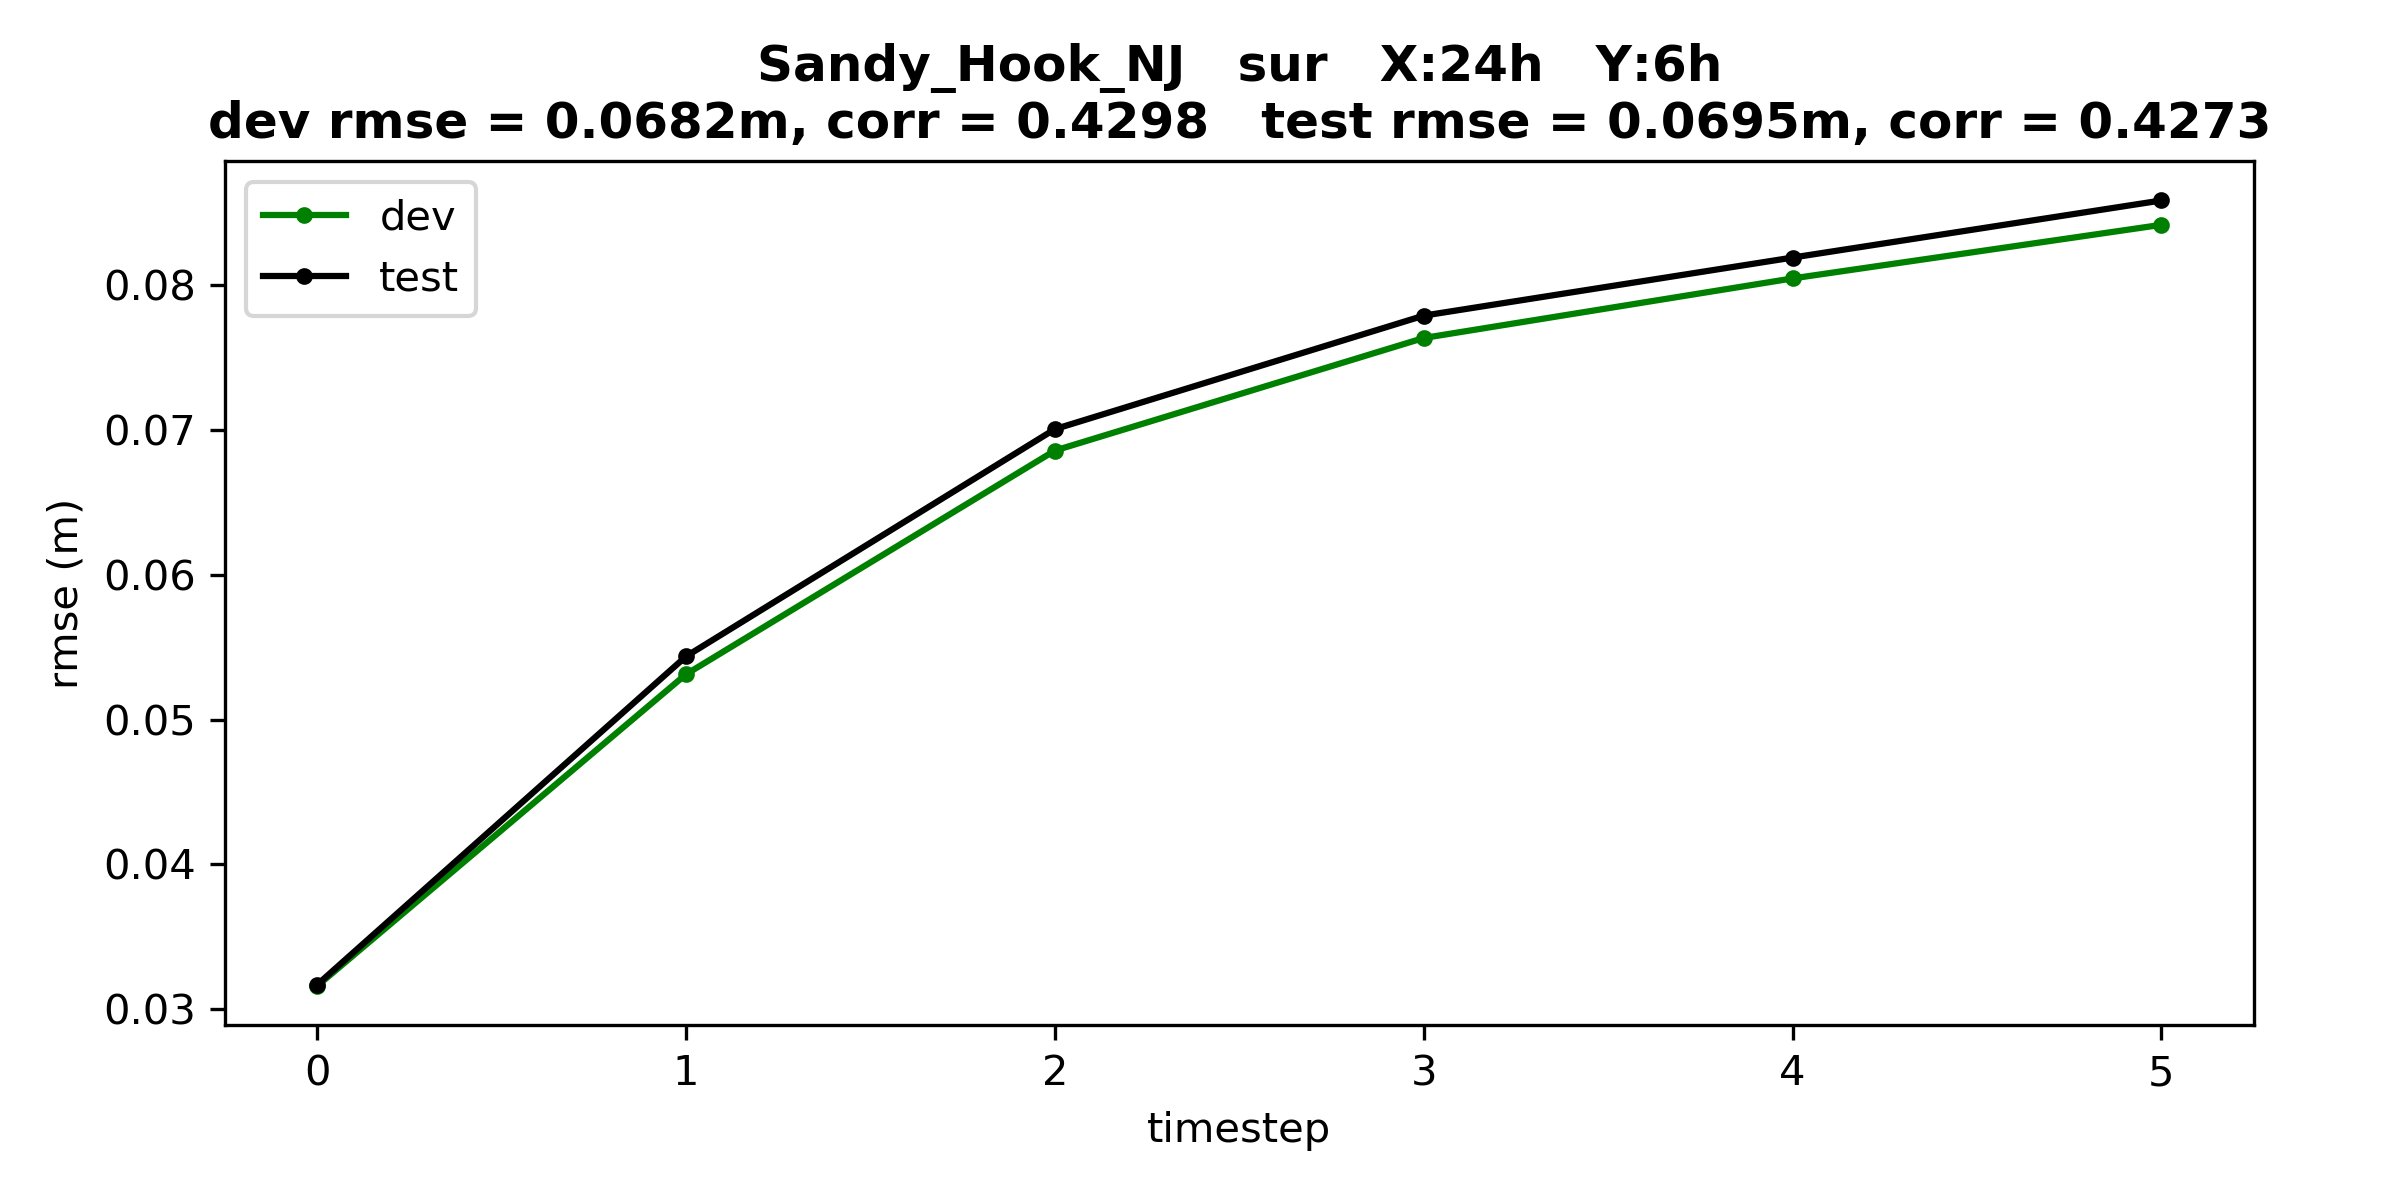 Sandy_Hook_NJ   sur   X:24h   Y:6h
dev rmse = 0.0682m, corr = 0.4298   test rmse = 0.0695m, corr = 0.4273
dev
test
0.08
0.07
0.06
0.05
0.04
0.03
rmse (m)
0 1 2 3 4 5
timestep